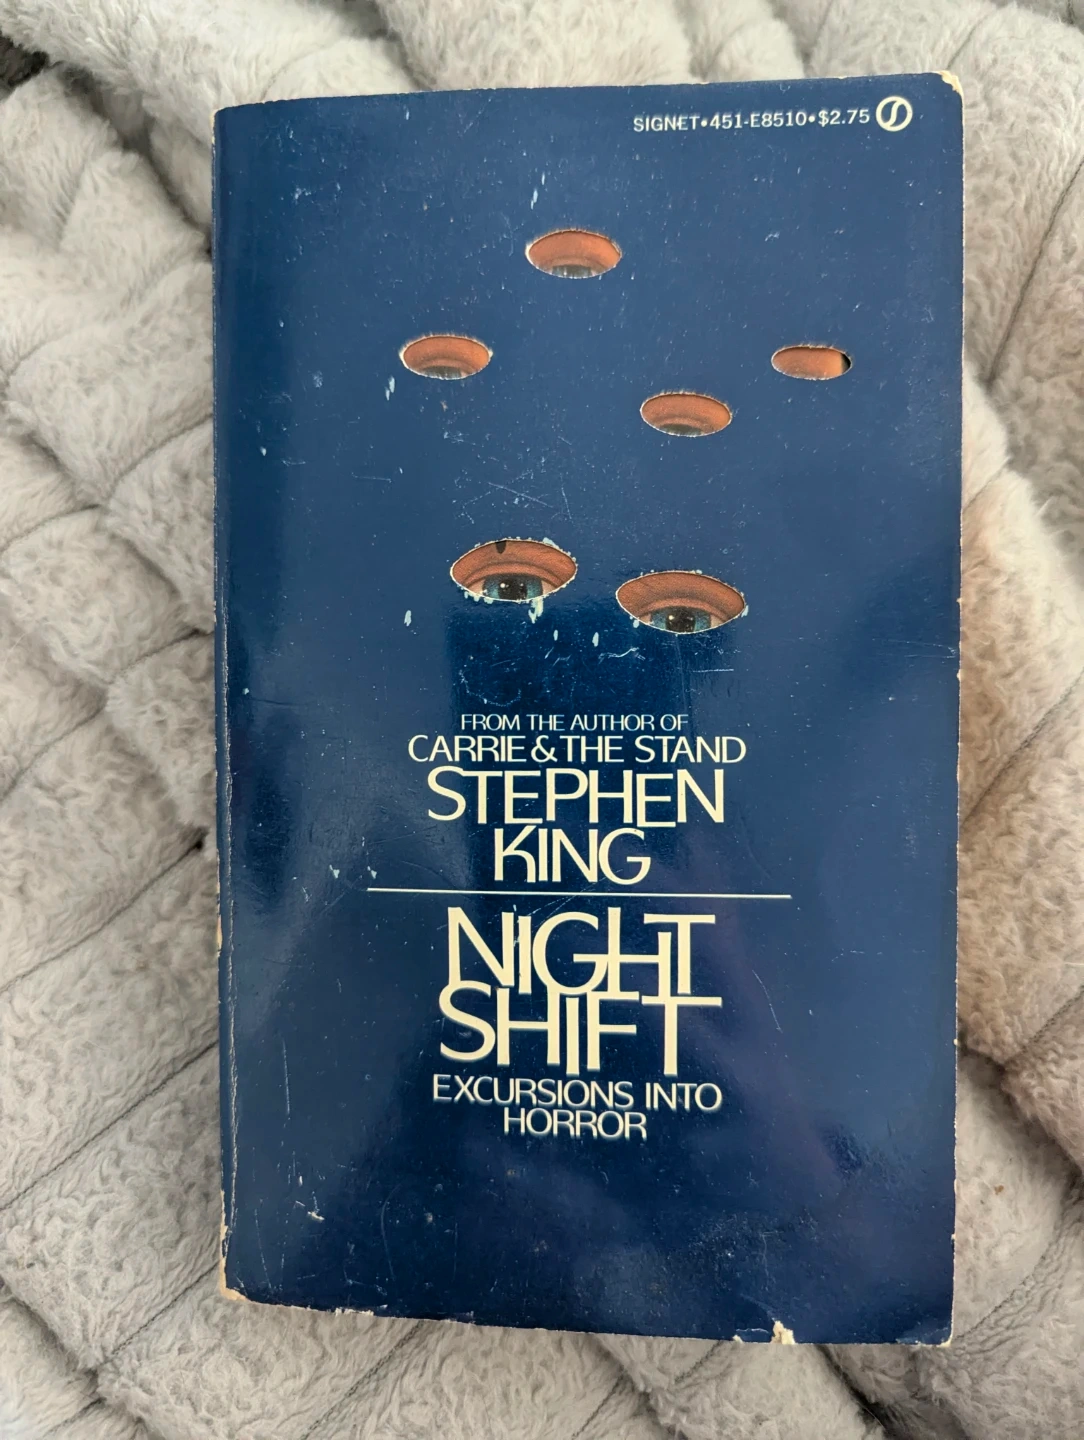 SIGNET•451-E8510•$2.75
FROM THE AUTHOR OF
CARRIE & THE STAND
STEPHEN
KING
NIGHT
SHIFT
EXCURSIONS INTO
HORROR